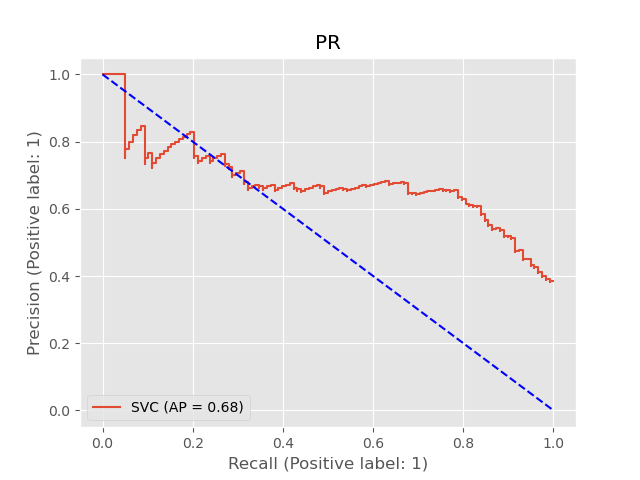 PR
Precision (Positive label: 1)
1.0
0.8
0.6
0.4
0.2
0.0
SVC (AP = 0.68)
0.0 0.2 0.4 0.6 0.8 1.0
Recall (Positive label: 1)